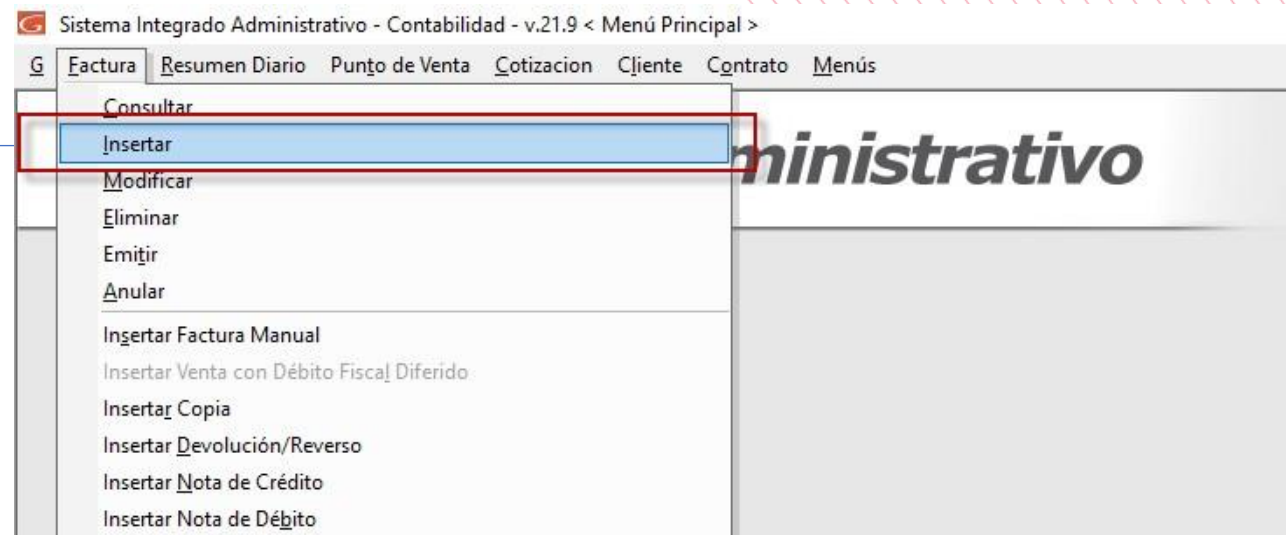 Sistema Integrado Administrativo - Contabilidad - v.21.9 < Menú Principal >
G Factura Resumen Diario Punto de Venta Cotizacion Cliente Contrato Menús
Consultar
Insertar
ministrativo
Modificar
Eliminar
Emitir
Anular
Insertar Factura Manual
Insertar Venta con Débito Fiscal Diferido
Insertar Copia
Insertar Devolución/Reverso
Insertar Nota de Crédito
Insertar Nota de Débito